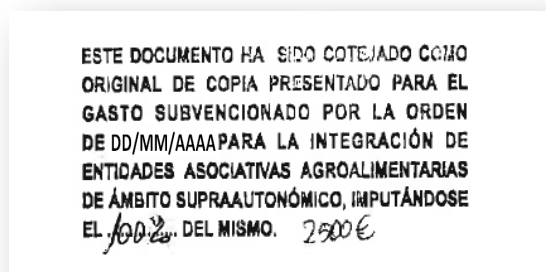 ESTE DOCUMENTO HA SIDO COTEJADO COMO
ORIGINAL DE COPIA PRESENTADO PARA EL
GASTO SUBVENCIONADO POR LA ORDEN
DE DD/MM/AAAA PARA LA INTEGRACIÓN DE
ENTIDADES ASOCIATIVAS AGROALIMENTARIAS
DE ÁMBITO SUPRAAUTONÓMICO, IMPUTÁNDOSE
EL 100% DEL MISMO. 2500 €